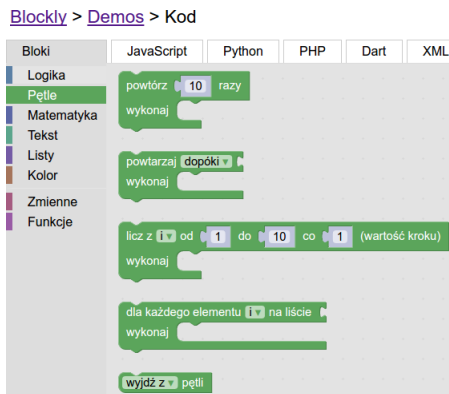 Blockly > Demos > Kod
Bloki JavaScript Python PHP Dart XML
Logika
Pętle
Matematyka
Tekst
Listy
Kolor
Zmienne
Funkcje
powtórz 10 razy
wykonaj
powtarzaj dopóki
wykonaj
licz z i od 1 do 10 co 1 (wartość kroku)
wykonaj
dla każdego elementu i na liście
wykonaj
wyjdź z pętli